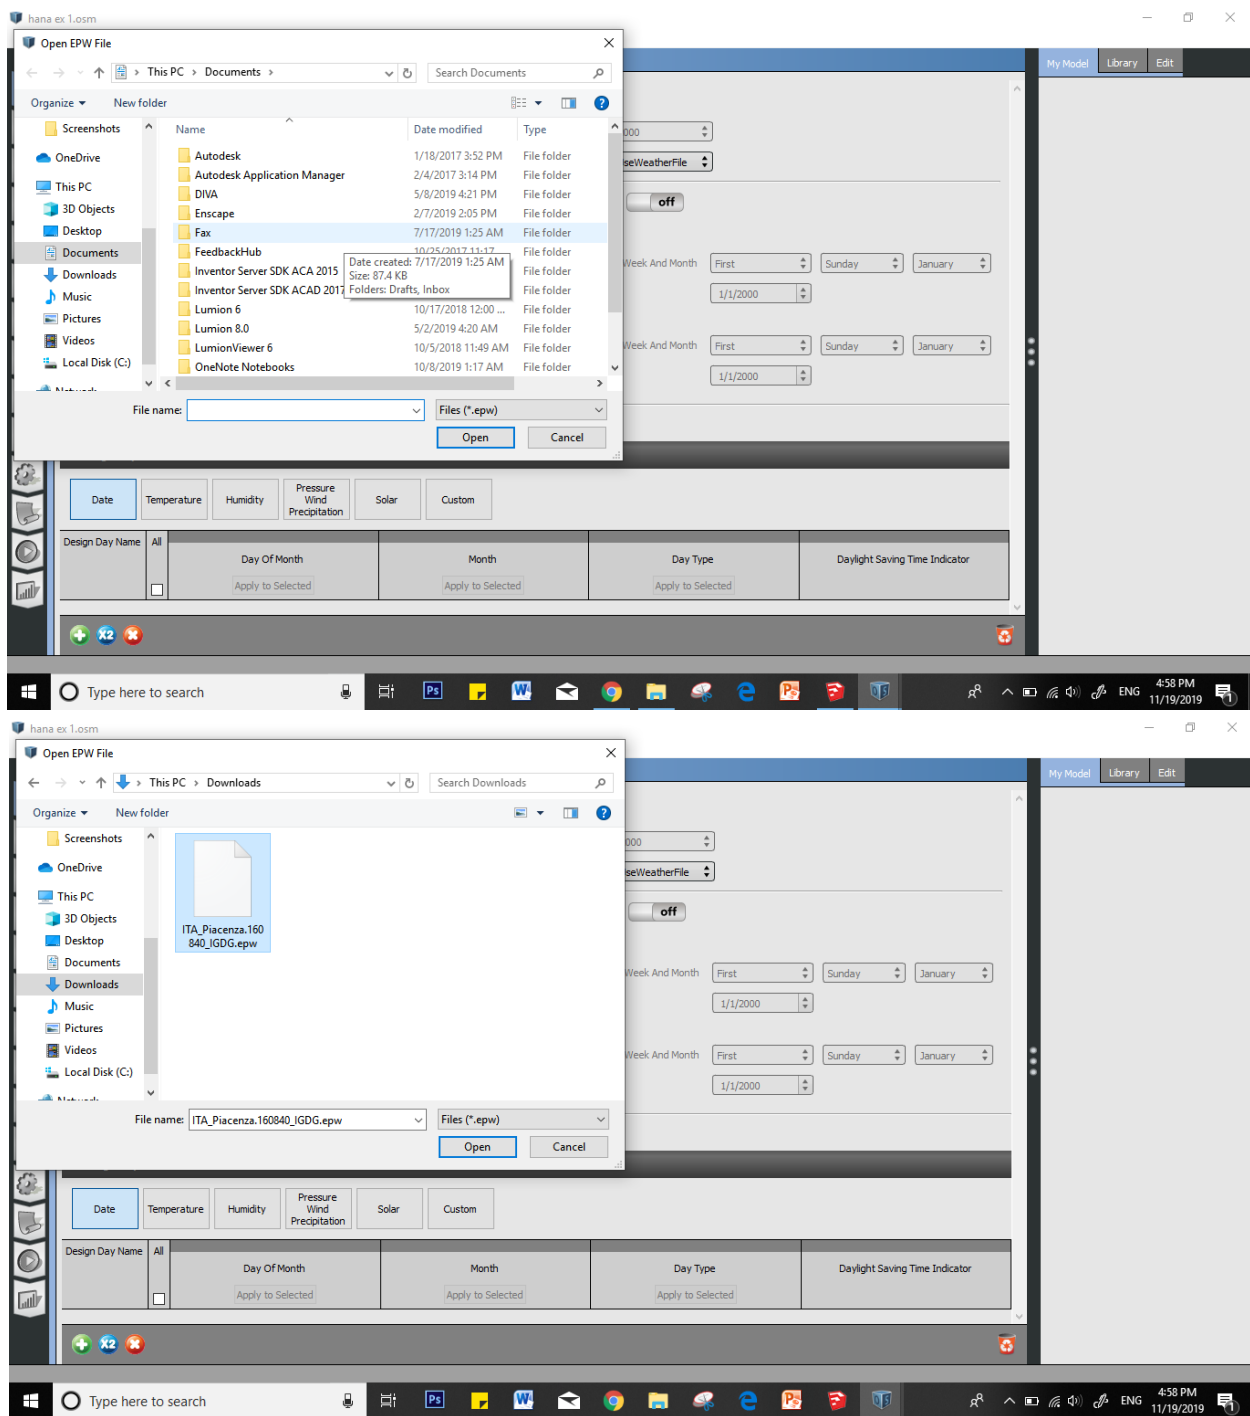 hana ex 1.osm
Open EPW File
This PC > Documents >
Search Documents
Organize New folder
Screenshots
OneDrive
This PC
3D Objects
Desktop
Documents
Downloads
Music
Pictures
Videos
Local Disk (C:)
Network
Name Date modified Type
Autodesk 1/18/2017 3:52 PM File folder
Autodesk Application Manager 2/4/2017 3:14 PM File folder
DIVA 5/8/2019 4:21 PM File folder
Enscape 2/7/2019 2:05 PM File folder
Fax 7/17/2019 1:25 AM File folder
FeedbackHub 10/25/2017 11:17 File folder
Inventor Server SDK ACA 2015 File folder
Inventor Server SDK ACAD 2017 File folder
Lumion 6 10/17/2018 12:00 ... File folder
Lumion 8.0 5/2/2019 4:20 AM File folder
LumionViewer 6 10/5/2018 11:49 AM File folder
OneNote Notebooks 10/8/2019 1:17 AM File folder
Date created: 7/17/2019 1:25 AM
Size: 87.4 KB
Folders: Drafts, Inbox
File name: Files (*.epw)
Open Cancel
My Model Library Edit
000
seWeatherFile
off
Week And Month First Sunday January
1/1/2000
Week And Month First Sunday January
1/1/2000
Date Temperature Humidity Pressure Wind Precipitation Solar Custom
Design Day Name All Day Of Month Month Day Type Daylight Saving Time Indicator
Apply to Selected Apply to Selected Apply to Selected
X2
Type here to search
Ps W P ENG 4:58 PM
11/19/2019
hana ex 1.osm
Open EPW File
This PC > Downloads
Search Downloads
Organize New folder
Screenshots
OneDrive
This PC
3D Objects
Desktop
Documents
Downloads
Music
Pictures
Videos
Local Disk (C:)
Network
ITA_Piacenza.160
840_IGDG.epw
File name: ITA_Piacenza.160840_IGDG.epw Files (*.epw)
Open Cancel
My Model Library Edit
000
seWeatherFile
off
Week And Month First Sunday January
1/1/2000
Week And Month First Sunday January
1/1/2000
Date Temperature Humidity Pressure Wind Precipitation Solar Custom
Design Day Name All Day Of Month Month Day Type Daylight Saving Time Indicator
Apply to Selected Apply to Selected Apply to Selected
X2
Type here to search
Ps W P ENG 4:58 PM
11/19/2019